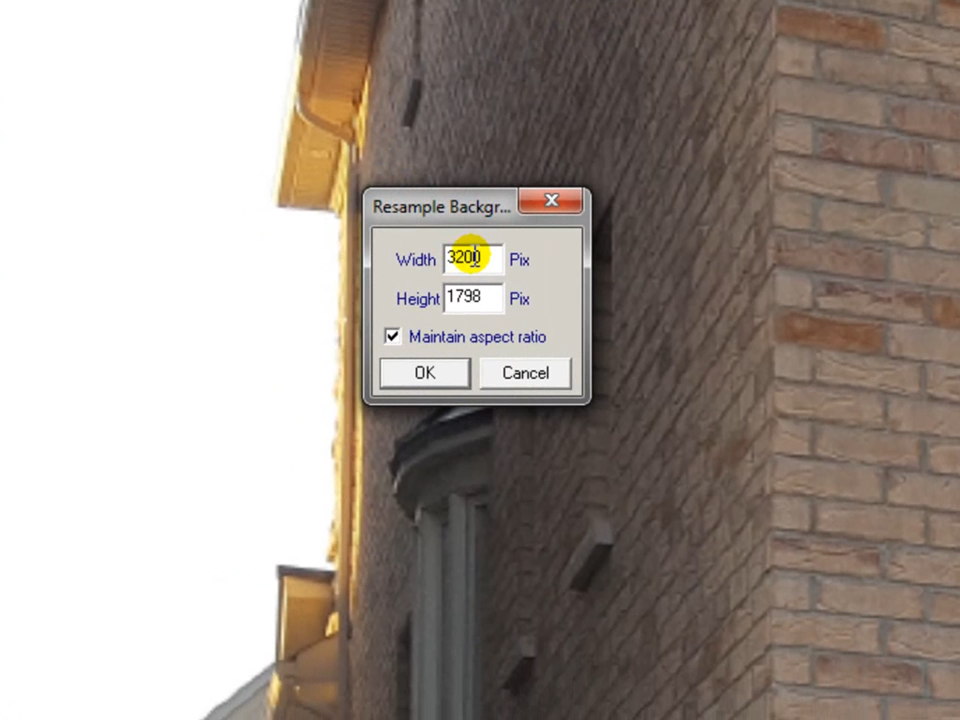 Resample Backgr...
Width 3200 Pix
Height 1798 Pix
Maintain aspect ratio
OK Cancel